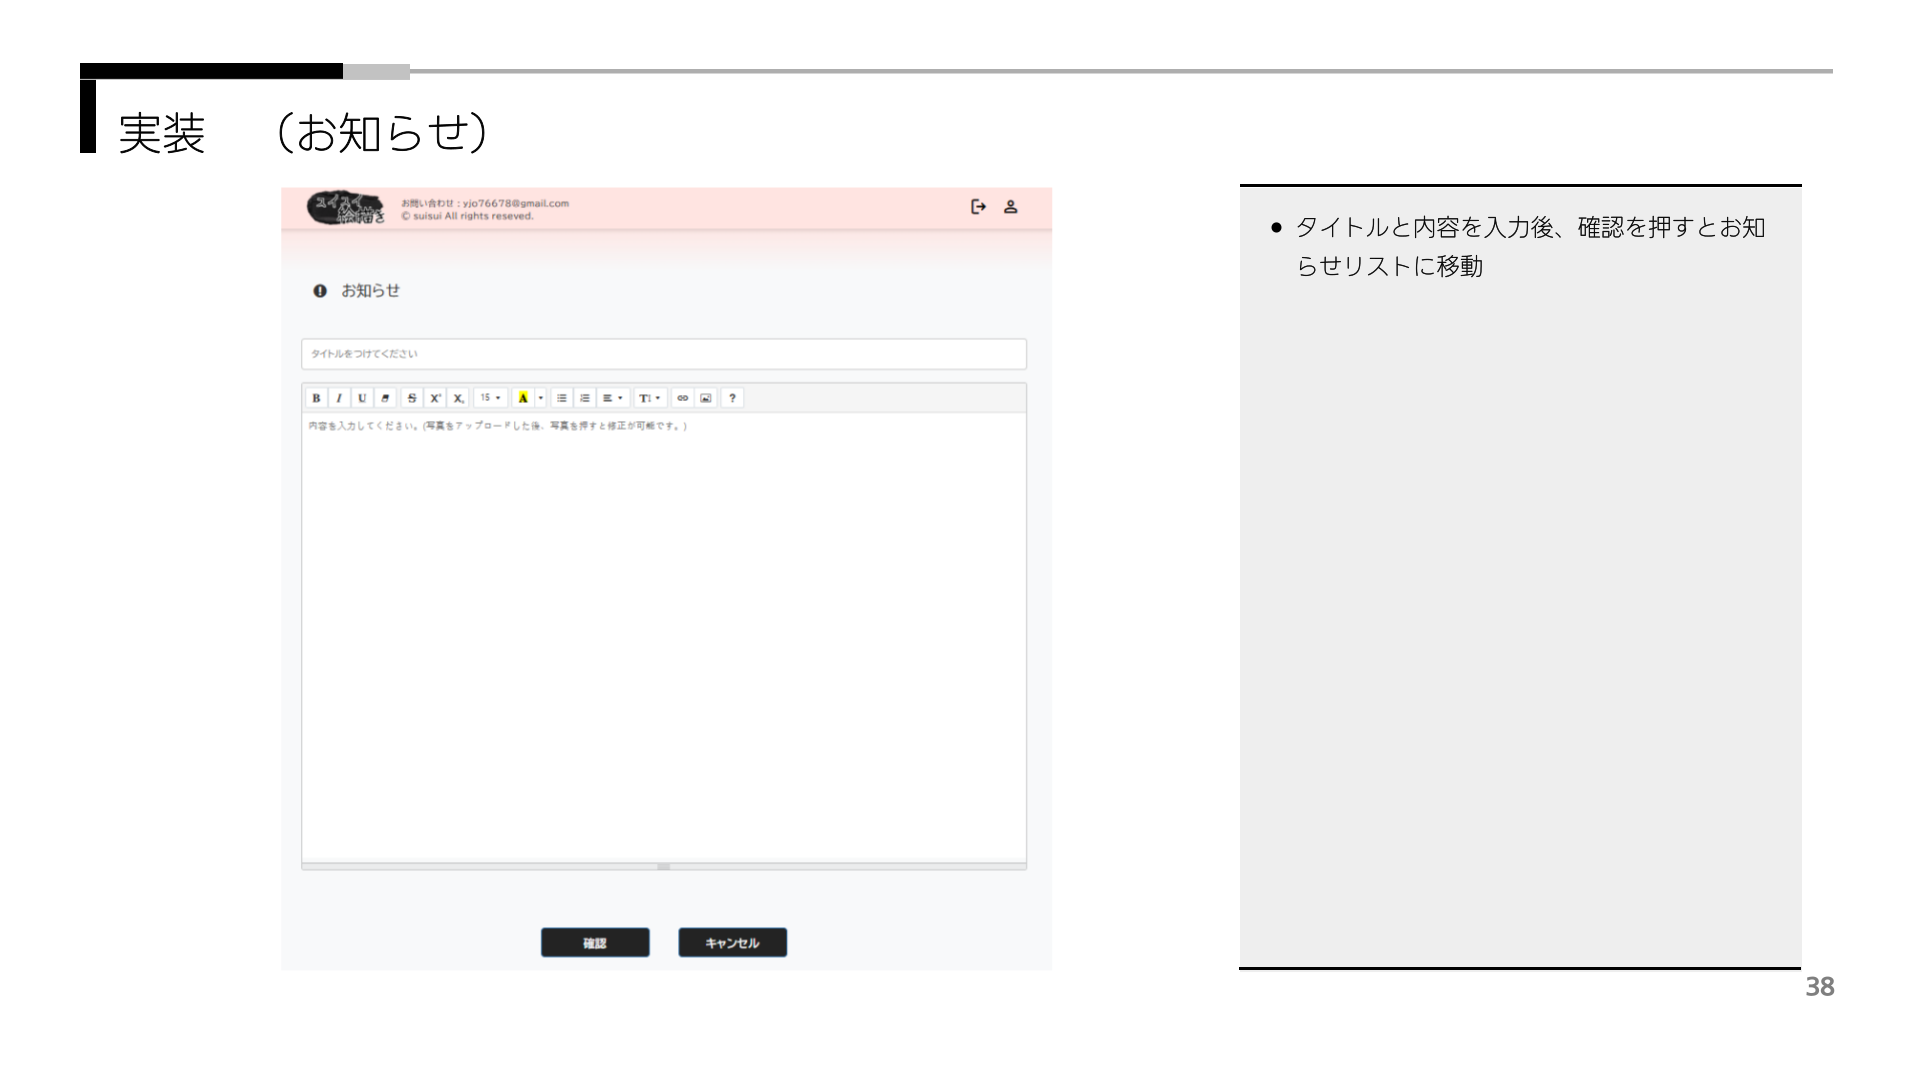 実装　（お知らせ）
スイスイ
絵描き
お問い合わせ : yjo76678@gmail.com
© suisui All rights reseved.
お知らせ
タイトルをつけてください
B I U S X X 15 A T ?
内容を入力してください。(写真をアップロードした後、写真を押すと修正が可能です。)
確認 キャンセル
● タイトルと内容を入力後、確認を押すとお知
らせリストに移動
38